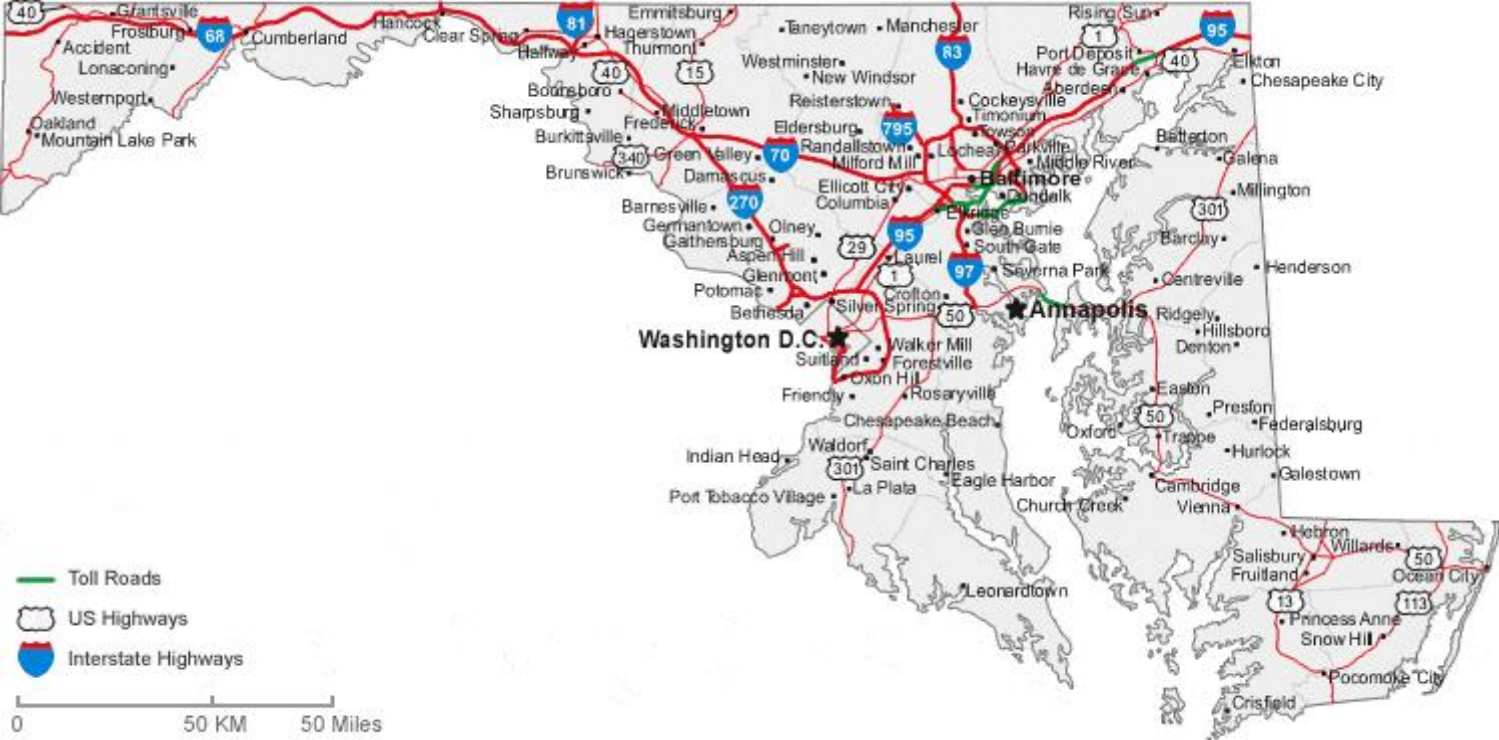 40
Grantsville
Frostburg
68
Cumberland
Hancock
Clear Spring
81
Hagerstown
Halfway
Emmitsburg
Thurmont
Taneytown
Manchester
83
Rising Sun
1
95
Port Deposit
Havre de Grace
40
Elkton
Chesapeake City
Aberdeen
Accident
Lonaconing
Westernport
Oakland
Mountain Lake Park
40
15
Westminster
New Windsor
Boonsboro
Sharpsburg
Middletown
Frederick
Burkittsville
340
Brunswick
Reisterstown
795
Eldersburg
Randallstown
Milford Mill
Lochear
Cockeysville
Timonium
Towson
Parkville
Middle River
Betterton
Galena
Green Valley
70
Damascus
270
Barnesville
Germantown
Gaithersburg
Olney
Aspen Hill
Glenmont
Potomac
Bethesda
Ellicott City
Columbia
Baltimore
Dundalk
Elkridge
Millington
301
Barclay
29
95
Glen Burnie
South Gate
97
Laurel
1
Severna Park
Crofton
Silver Spring
50
Annapolis
Centreville
Henderson
Ridgely
Hillsboro
Denton
Washington D.C.
Walker Mill
Suitland
Forestville
Oxon Hill
Friendly
Rosaryville
Chesapeake Beach
Easton
50
Preston
Federalsburg
Oxford
Trappe
Hurlock
Indian Head
Waldorf
301
Saint Charles
La Plata
Port Tobacco Village
Eagle Harbor
Galestown
Cambridge
Church Creek
Vienna
Hebron
Salisbury
Willards
50
Fruitland
Ocean City
13
113
Princess Anne
Snow Hill
Leonardtown
Pocomoke City
Crisfield
Toll Roads
US Highways
Interstate Highways
0 50 KM 50 Miles